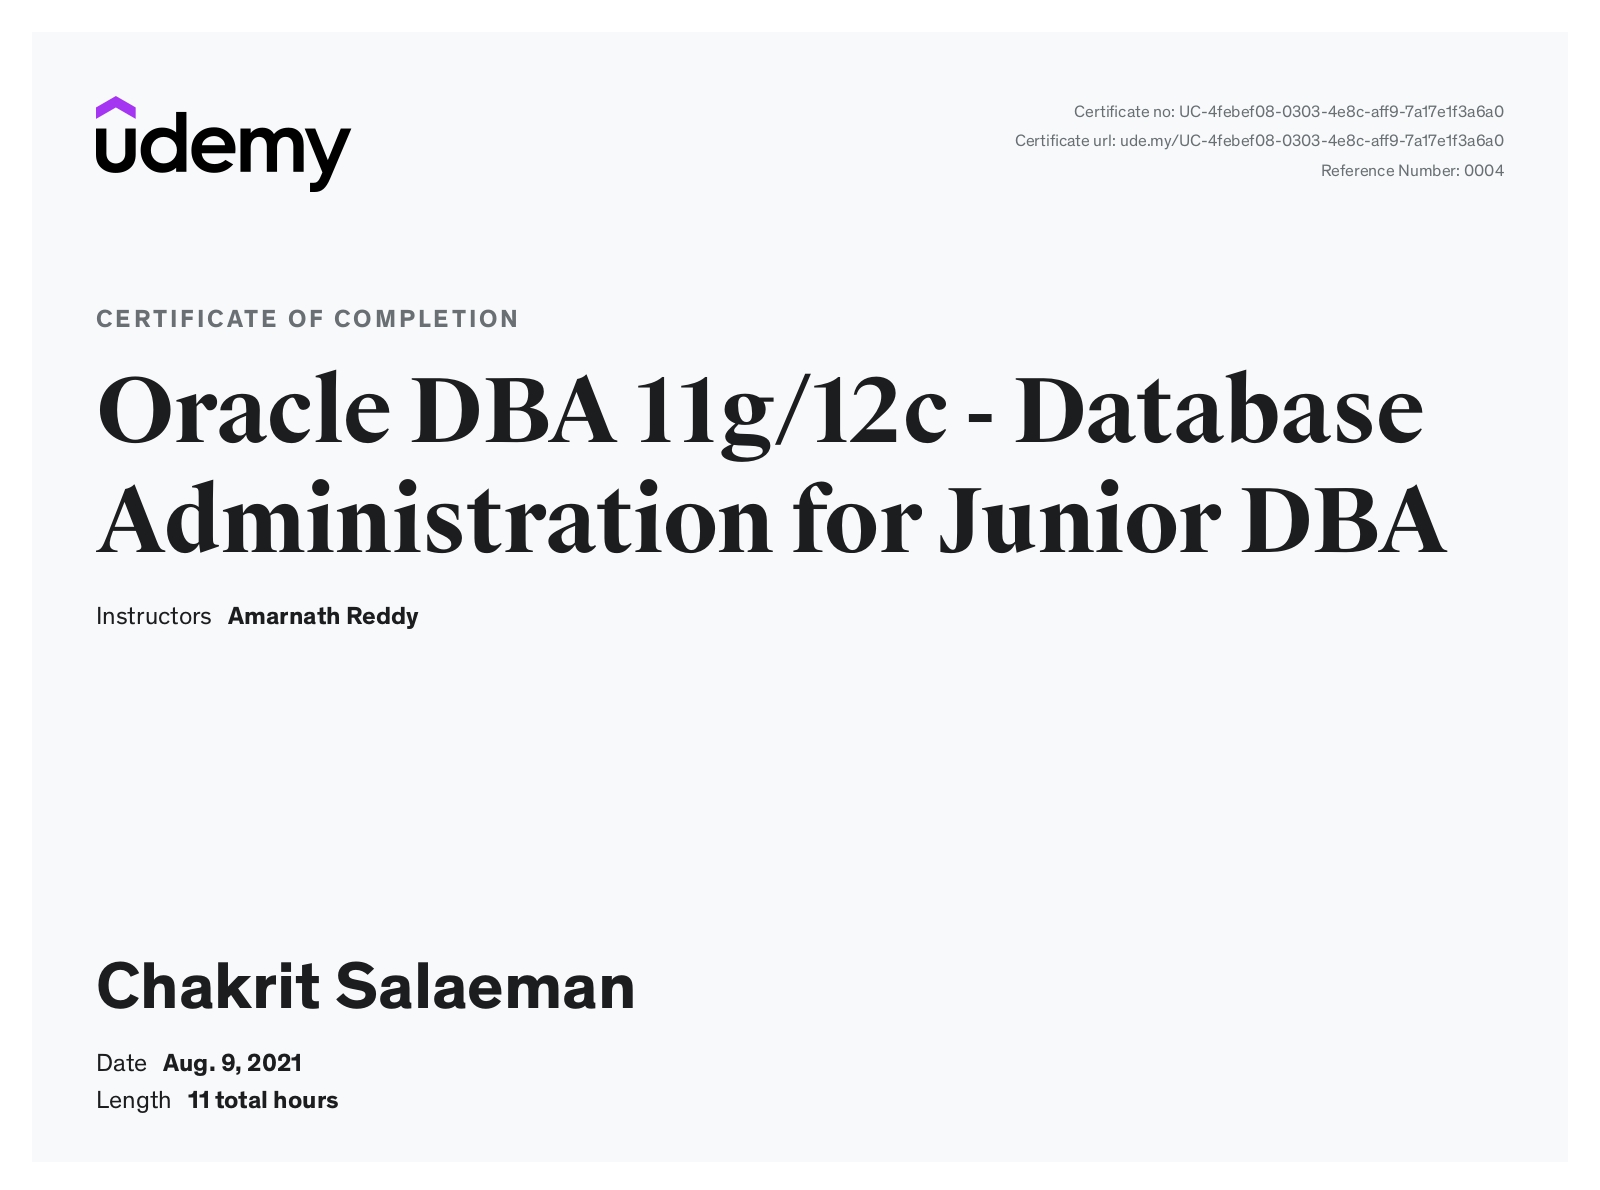 udemy
Certificate no: UC-4febef08-0303-4e8c-aff9-7a17e1f3a6a0
Certificate url: ude.my/UC-4febef08-0303-4e8c-aff9-7a17e1f3a6a0
Reference Number: 0004
CERTIFICATE OF COMPLETION
Oracle DBA 11g/12c - Database
Administration for Junior DBA
Instructors Amarnath Reddy
Chakrit Salaeman
Date Aug. 9, 2021
Length 11 total hours